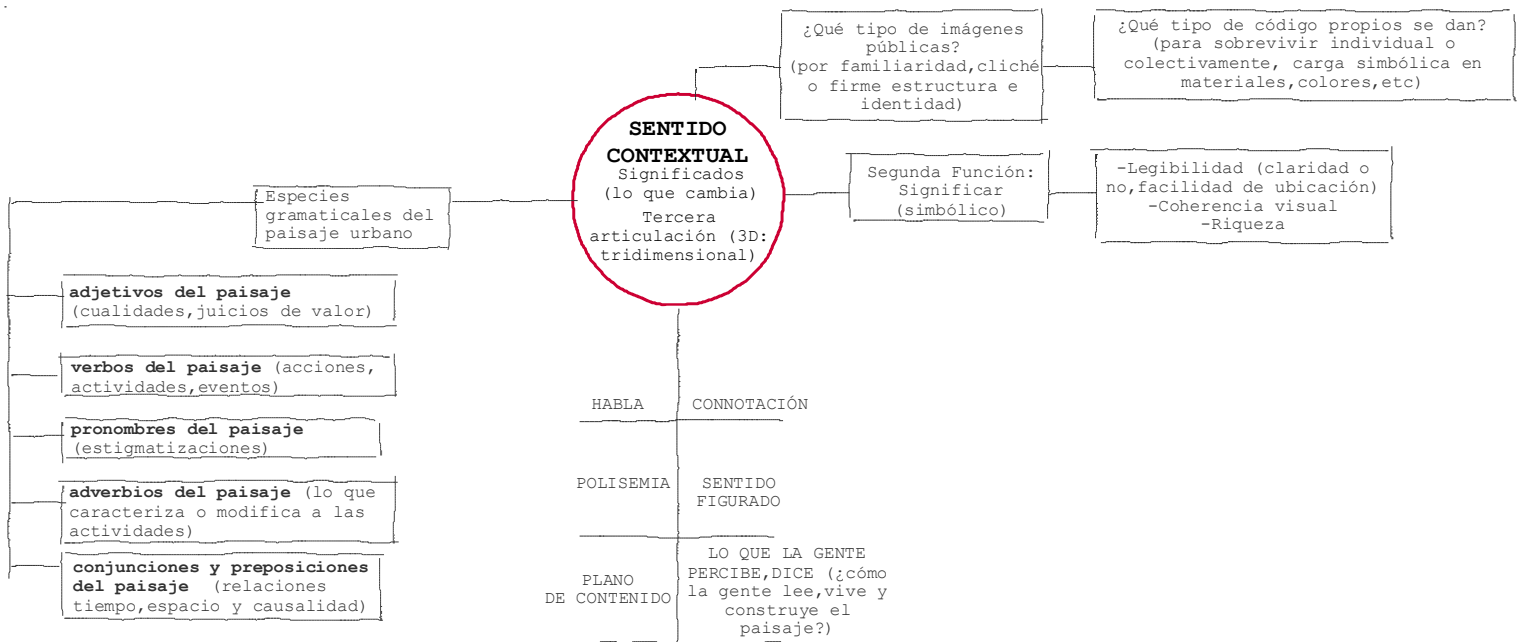 ¿Qué tipo de imágenes
públicas?
(por familiaridad,cliché
o firme estructura e
identidad)
¿Qué tipo de código propios se dan?
(para sobrevivir individual o
colectivamente, carga simbólica en
materiales,colores,etc)
SENTIDO
CONTEXTUAL
Significados
(lo que cambia)
Tercera
articulación (3D:
tridimensional)
Segunda Función:
Significar
(simbólico)
-Legibilidad (claridad o
no,facilidad de ubicación)
-Coherencia visual
-Riqueza
Especies
gramaticales del
paisaje urbano
adjetivos del paisaje
(cualidades,juicios de valor)
verbos del paisaje (acciones,
actividades,eventos)
pronombres del paisaje
(estigmatizaciones)
adverbios del paisaje (lo que
caracteriza o modifica a las
actividades)
conjunciones y preposiciones
del paisaje (relaciones
tiempo,espacio y causalidad)
HABLA
CONNOTACIÓN
POLISEMIA
SENTIDO
FIGURADO
PLANO
DE CONTENIDO
LO QUE LA GENTE
PERCIBE,DICE (¿cómo
la gente lee,vive y
construye el
paisaje?)